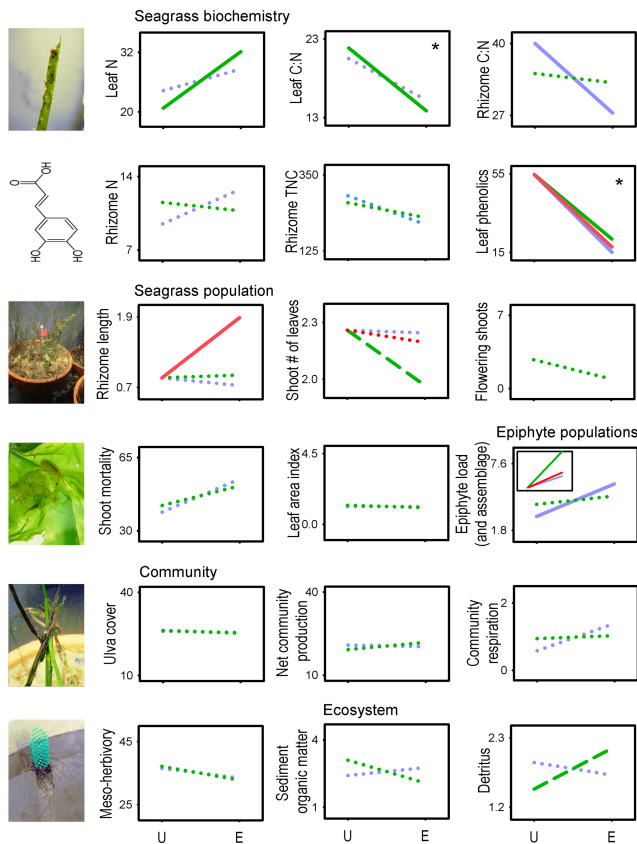 Seagrass biochemistry
Leaf N
32
20
Leaf C:N
23
13
*
Rhizome C:N
40
27
O
OH
HO
OH
Rhizome N
14
7
Rhizome TNC
350
125
Leaf phenolics
55
15
*
Seagrass population
Rhizome length
1.9
0.7
Shoot # of leaves
2.3
2.0
Flowering shoots
7
0
Shoot mortality
65
30
Leaf area index
4.5
0.0
Epiphyte populations
Epiphyte load
(and assemblage)
7.6
1.8
Community
Ulva cover
40
10
Net community
production
40
10
Community
respiration
2
0
Meso-herbivory
45
25
Ecosystem
Sediment
organic matter
4
1
Detritus
2.3
1.2
U E
U E
U E